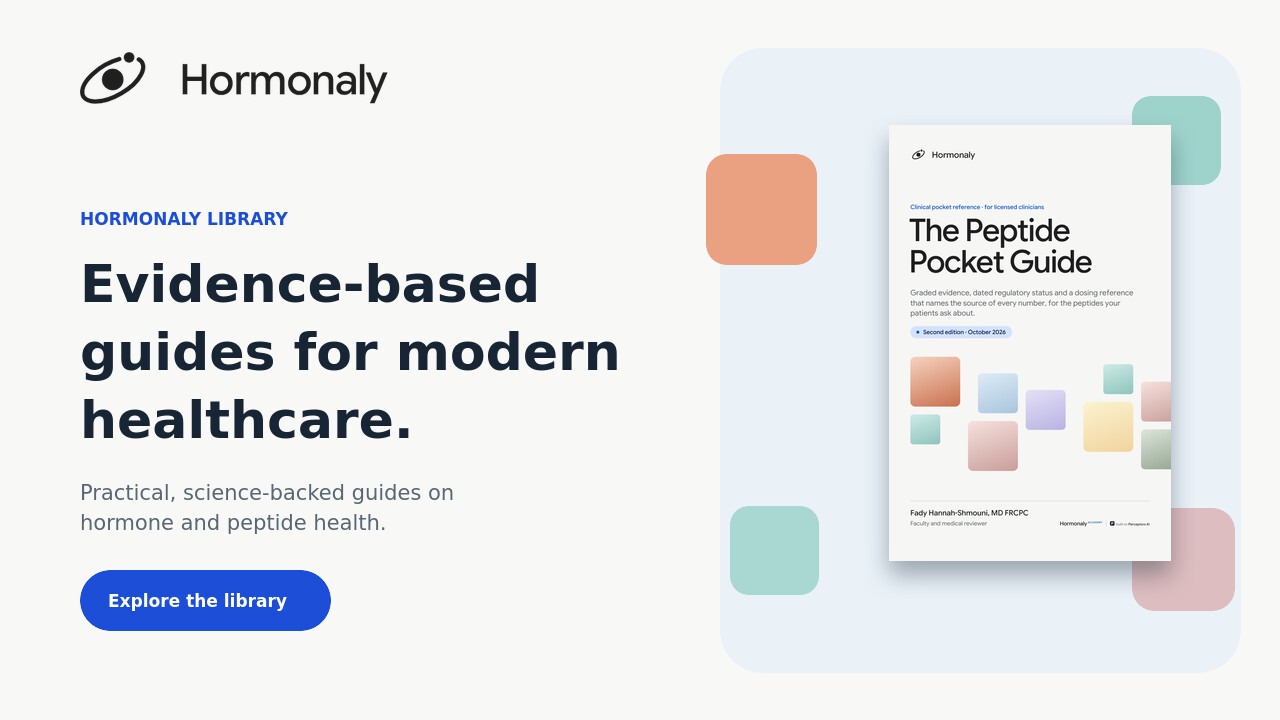 Hormonaly
HORMONALY LIBRARY
Evidence-based
guides for modern
healthcare.
Practical, science-backed guides on
hormone and peptide health.
Explore the library
Hormonaly
Clinical pocket reference · for licensed clinicians
The Peptide
Pocket Guide
Graded evidence, dated regulatory status and a dosing reference
that names the source of every number, for the peptides your
patients ask about.
Second edition · October 2026
Fady Hannah-Shmouni, MD FRCPC
Faculty and medical reviewer
Hormonaly